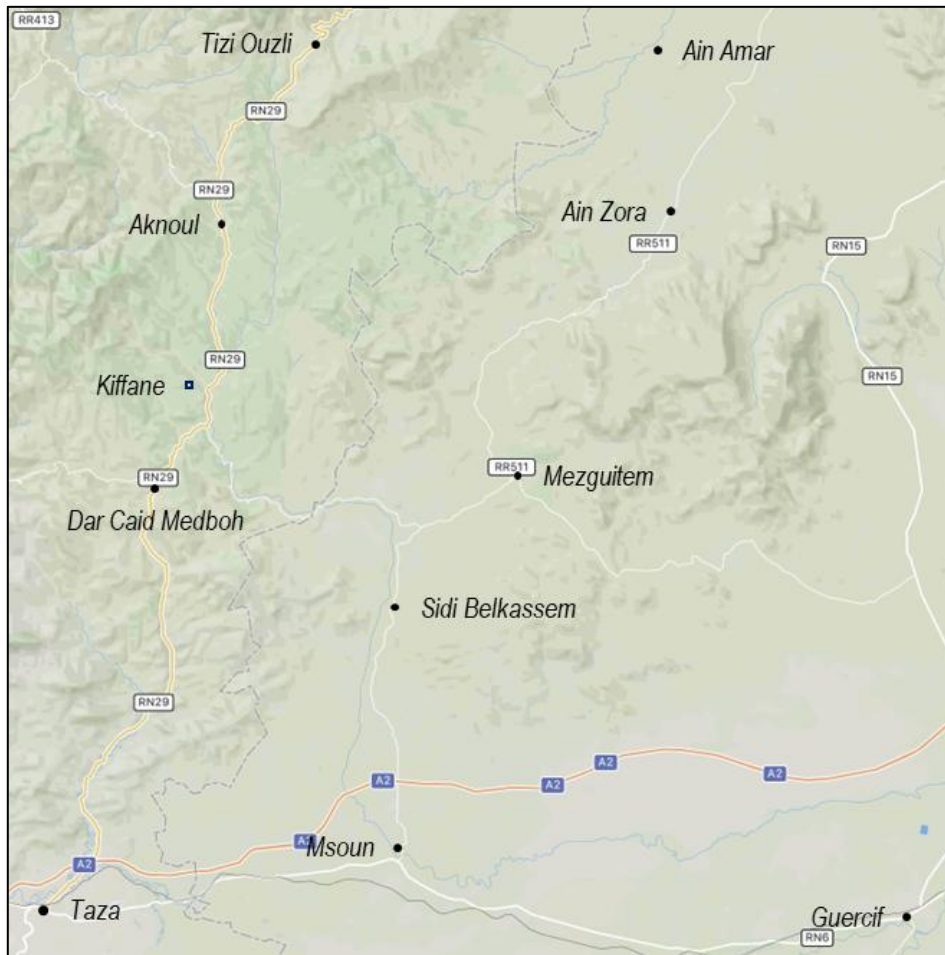 RR413
Tizi Ouzli
Ain Amar
RN29
RN29
Ain Zora
Aknoul
RR511
RN15
RN29
RN15
Kiffane
RR511
RN29
Mezguitem
Dar Caid Medboh
Sidi Belkassem
RN29
A2
A2
A2
A2
A2
Msoun
A2
Taza
Guercif
RN6